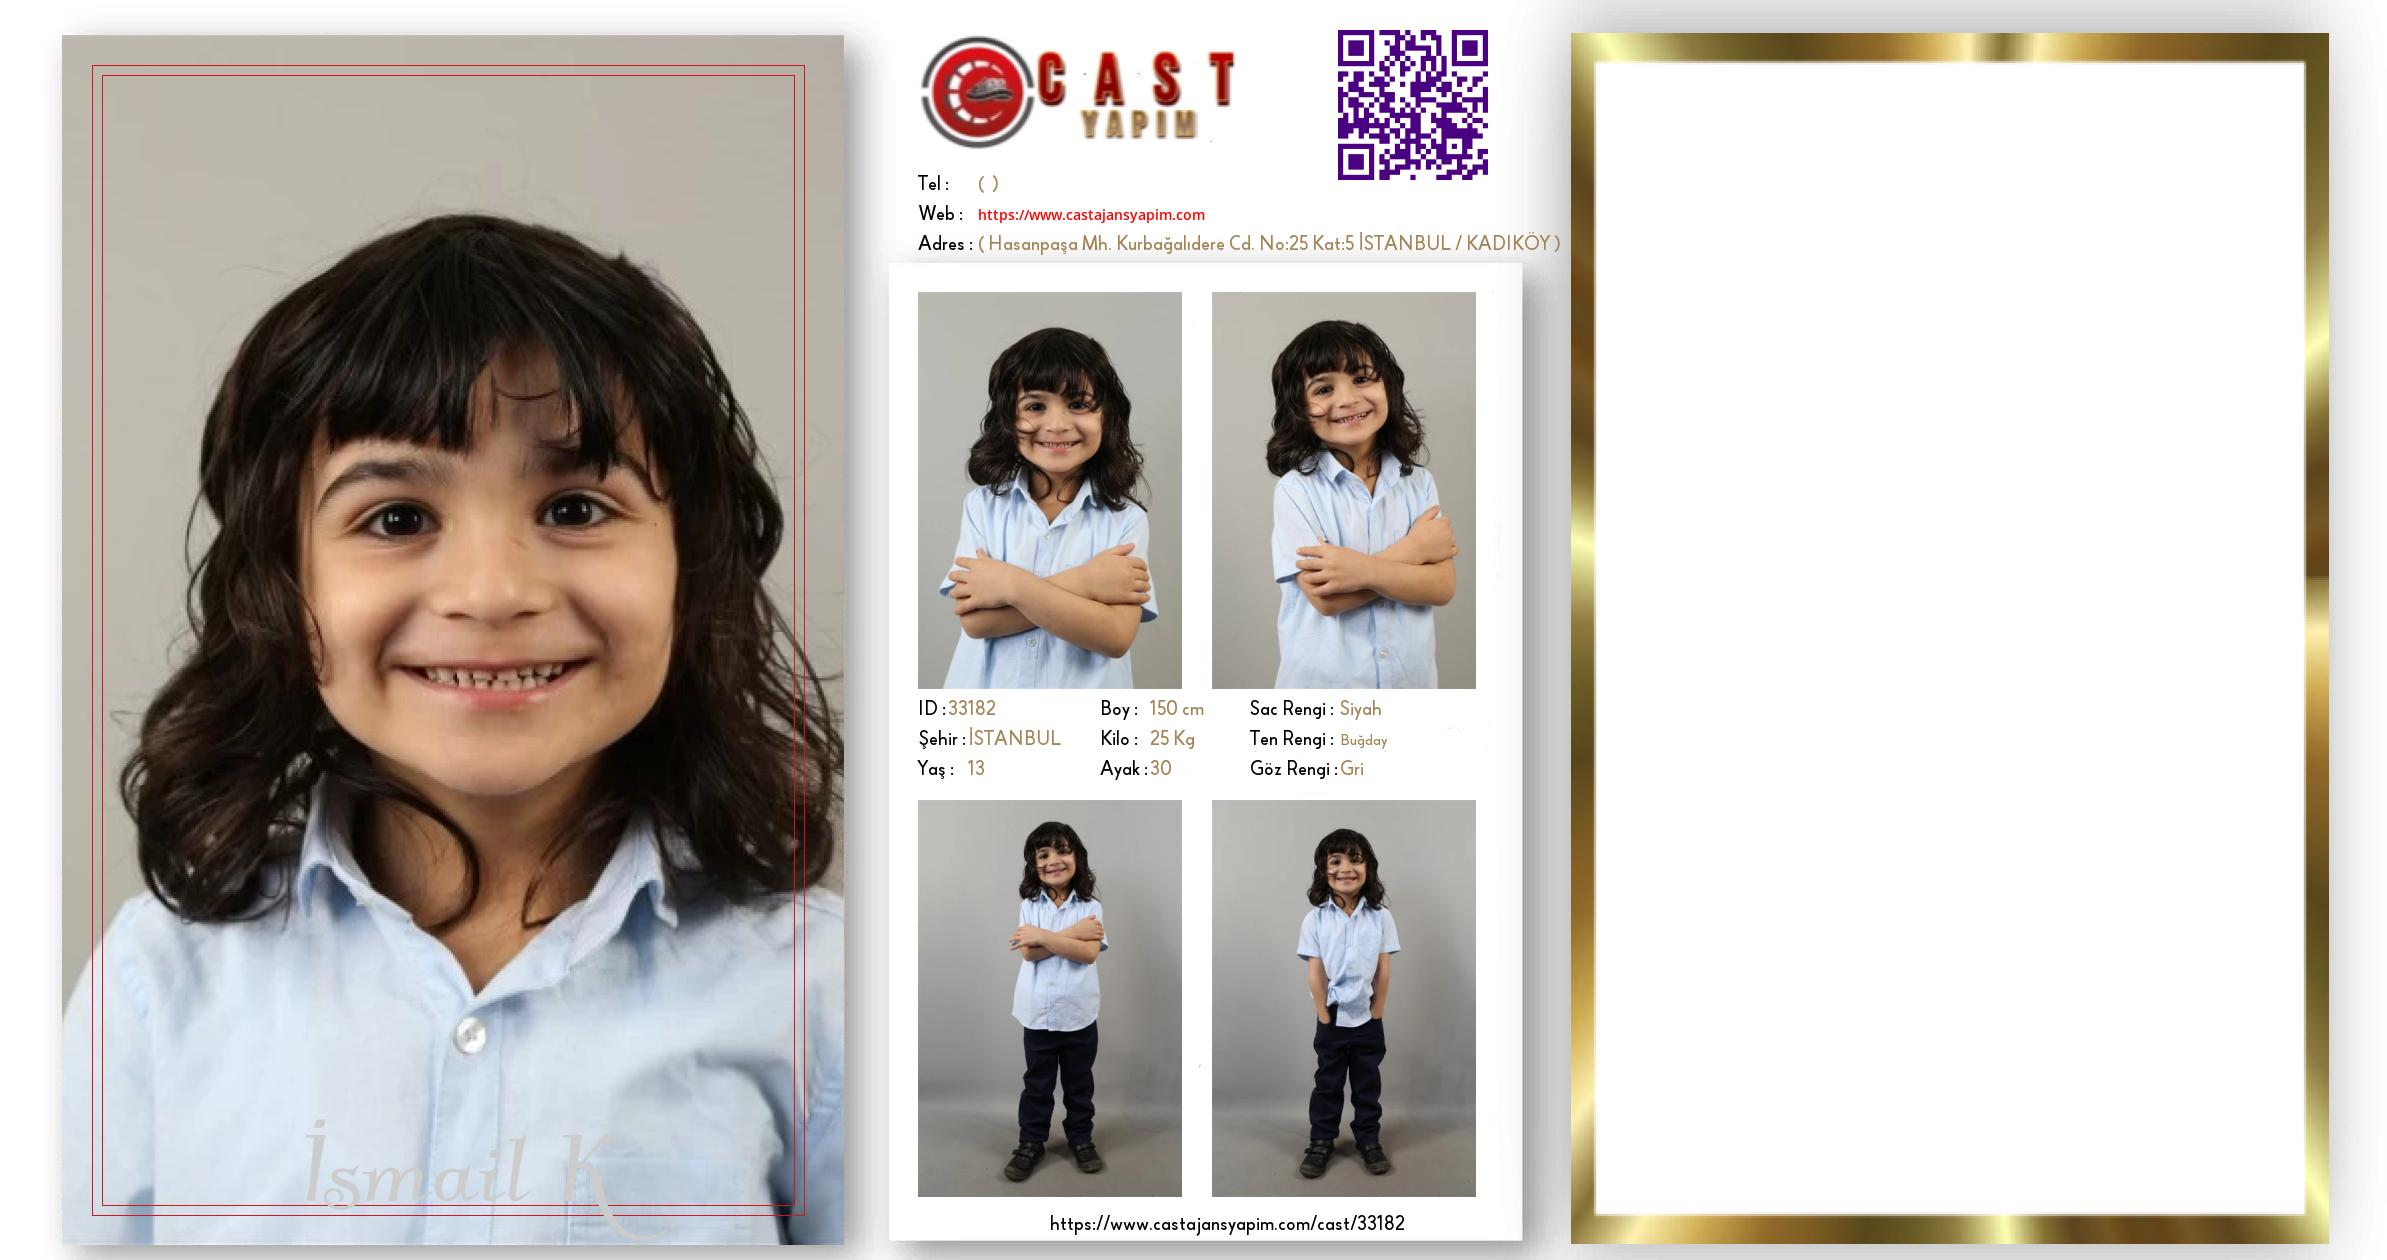 İsmail K
CAST
YAPIM
Tel : ( )
Web : https://www.castajansyapim.com
Adres : ( Hasanpaşa Mh. Kurbağalıdere Cd. No:25 Kat:5 İSTANBUL / KADIKÖY )
ID : 33182 Boy : 150 cm Sac Rengi : Siyah
Şehir : İSTANBUL Kilo : 25 Kg Ten Rengi : Buğday
Yaş : 13 Ayak : 30 Göz Rengi : Gri
https://www.castajansyapim.com/cast/33182